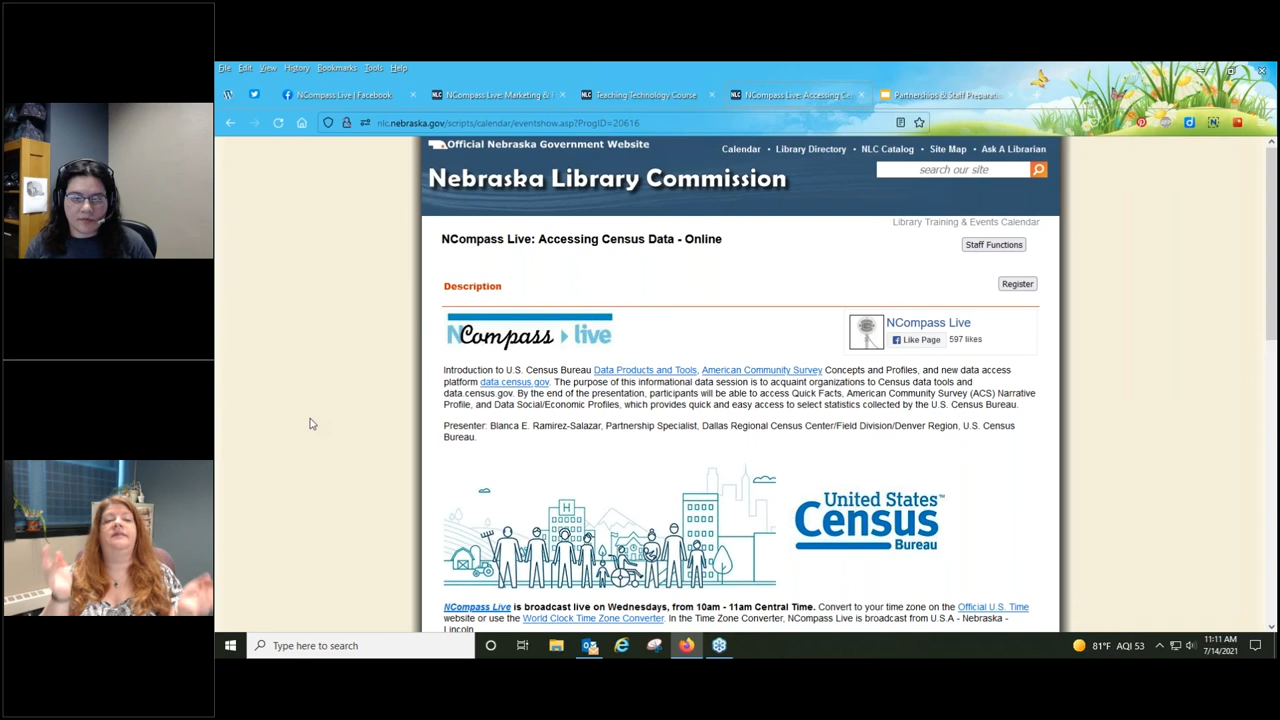 File Edit View History Bookmarks Tools Help
NCompass Live | Facebook
NCompass Live: Marketing &
Teaching Technology Course
NCompass Live: Accessing Ce
Partnerships & Staff Preparati
nlc.nebraska.gov/scripts/calendar/eventshow.asp?ProgID=20616
Official Nebraska Government Website
Calendar • Library Directory • NLC Catalog • Site Map • Ask A Librarian
Nebraska Library Commission
search our site
Library Training & Events Calendar
NCompass Live: Accessing Census Data - Online
Staff Functions
Description
Register
NCompass live
NCompass Live
Like Page 597 likes
Introduction to U.S. Census Bureau Data Products and Tools, American Community Survey Concepts and Profiles, and new data access
platform data.census.gov. The purpose of this informational data session is to acquaint organizations to Census data tools and
data.census.gov. By the end of the presentation, participants will be able to access Quick Facts, American Community Survey (ACS) Narrative
Profile, and Data Social/Economic Profiles, which provides quick and easy access to select statistics collected by the U.S. Census Bureau.
Presenter: Blanca E. Ramirez-Salazar, Partnership Specialist, Dallas Regional Census Center/Field Division/Denver Region, U.S. Census
Bureau.
H
United States™
Census
Bureau
NCompass Live is broadcast live on Wednesdays, from 10am - 11am Central Time. Convert to your time zone on the Official U.S. Time
website or use the World Clock Time Zone Converter. In the Time Zone Converter, NCompass Live is broadcast from U.S.A - Nebraska -
Lincoln
Type here to search
81°F AQI 53
11:11 AM
7/14/2021